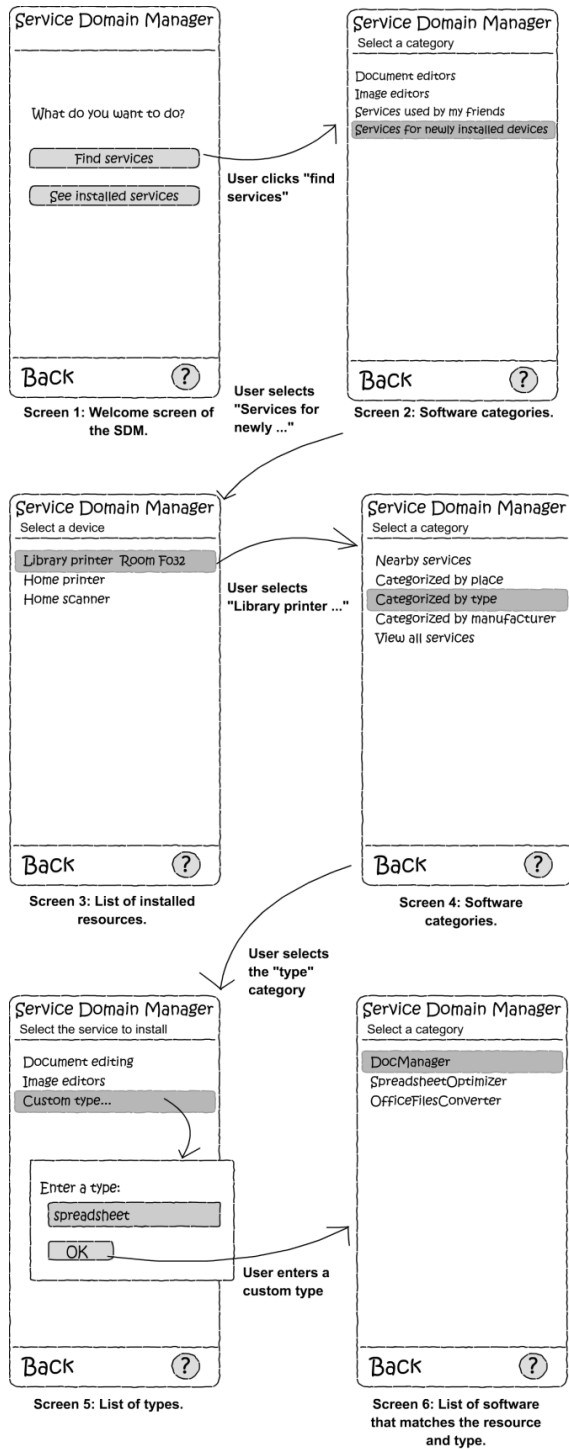 Service Domain Manager
What do you want to do?
Find services
See installed services
Back
?
Screen 1: Welcome screen of
the SDM.
User clicks "find
services"
Service Domain Manager
Select a category
Document editors
Image editors
Services used by my friends
Services for newly installed devices
Back
?
Screen 2: Software categories.
User selects
"Services for
newly ..."
Service Domain Manager
Select a device
Library printer Room F032
Home printer
Home scanner
Back
?
Screen 3: List of installed
resources.
User selects
"Library printer ..."
Service Domain Manager
Select a category
Nearby services
Categorized by place
Categorized by type
Categorized by manufacturer
View all services
Back
?
Screen 4: Software
categories.
User selects
the "type"
category
Service Domain Manager
Select the service to install
Document editing
Image editors
Custom type...
Enter a type:
spreadsheet
OK
Back
?
Screen 5: List of types.
User enters a
custom type
Service Domain Manager
Select a category
DocManager
SpreadsheetOptimizer
OfficeFilesConverter
Back
?
Screen 6: List of software
that matches the resource
and type.